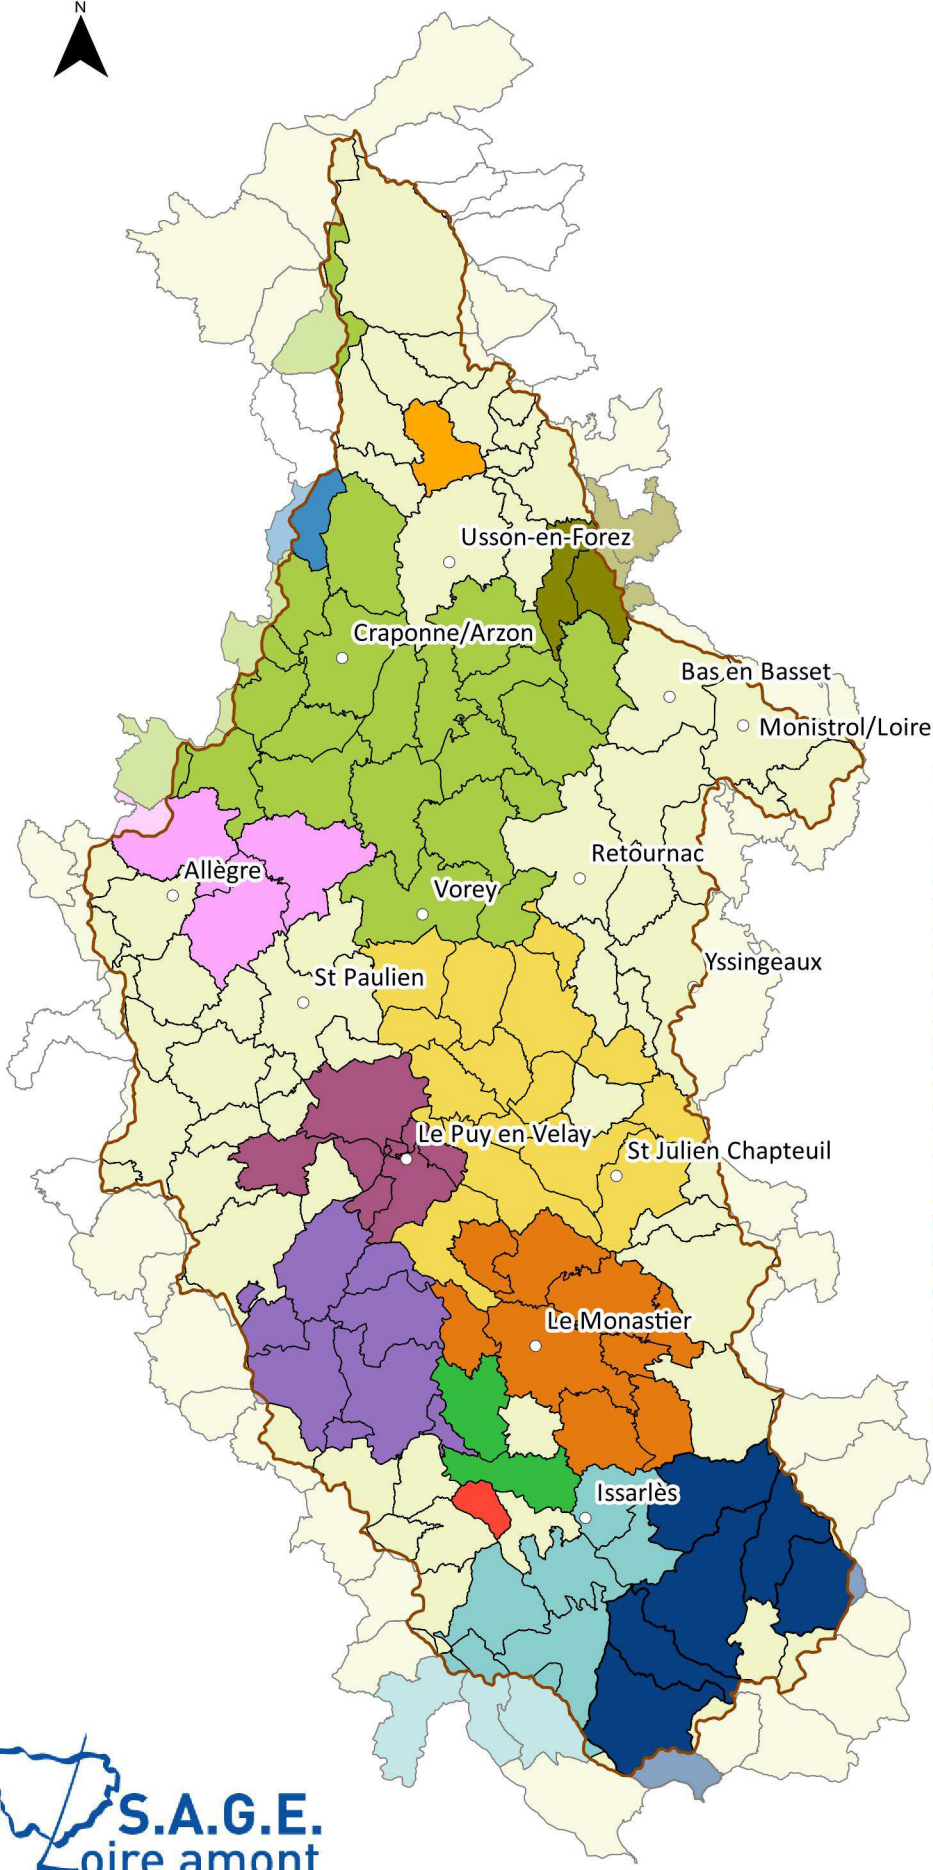 N
Usson-en-Forez
Craponne/Arzon
Bas en Basset
Monistrol/Loire
Retournac
Allègre
Vorey
Yssingeaux
St Paulien
Le Puy en Velay
St Julien Chapteuil
Le Monastier
Issarlès
S.A.G.E.
oire amont